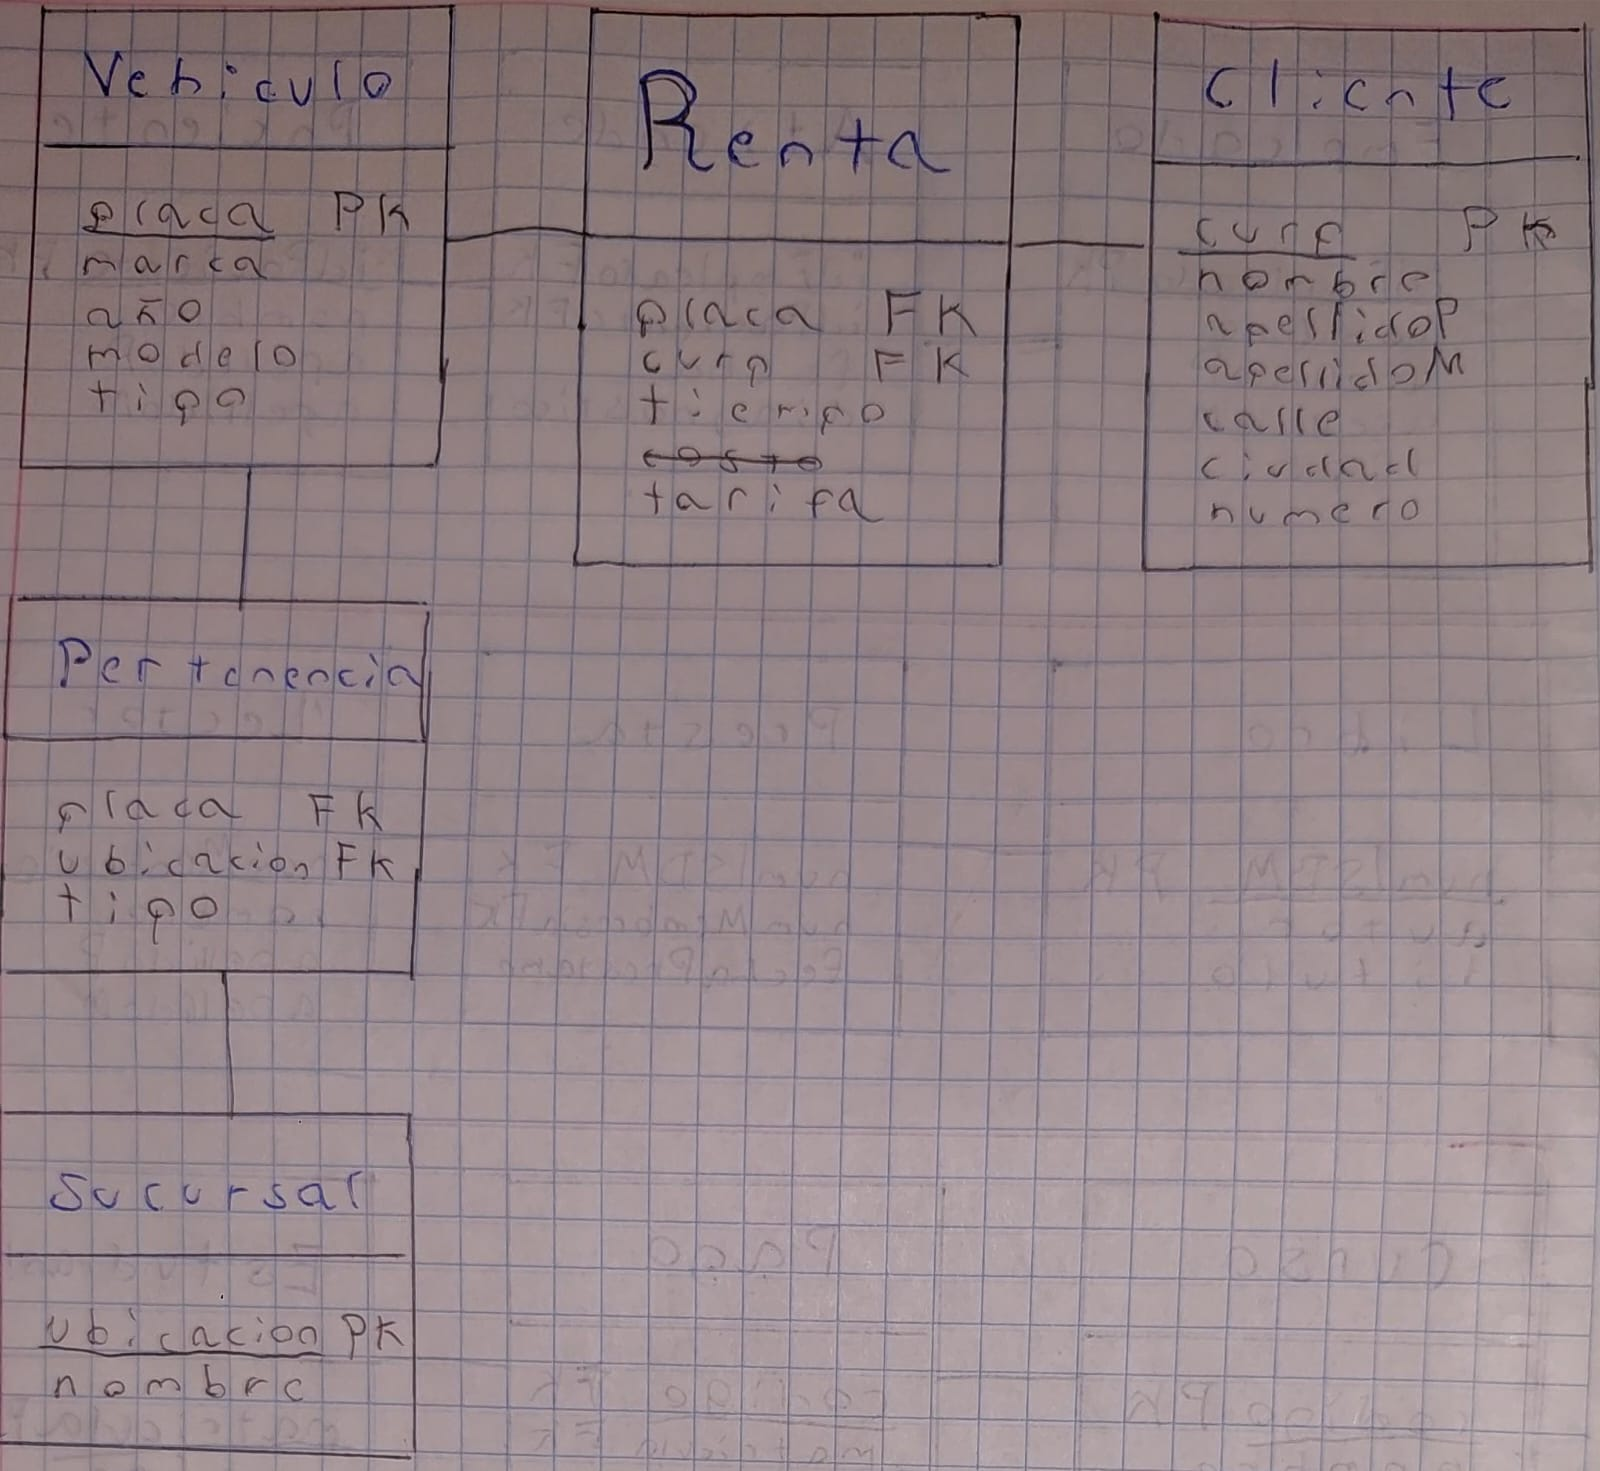 Vehiculo
placa PK
marca
año
modelo
tipo
Renta
placa FK
curp FK
tiempo
costo
tarifa
Cliente
curp PK
nombre
apellidoP
apellidoM
calle
ciudad
numero
Pertenencia
placa FK
ubicacion FK
tipo
Sucursal
ubicacion PK
nombre